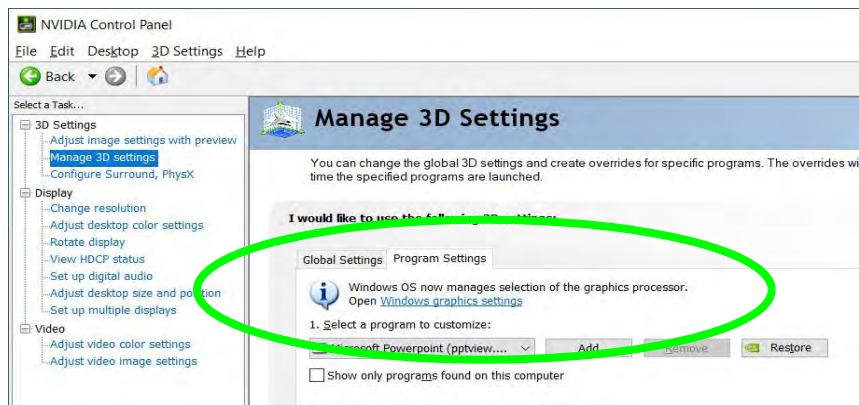 NVIDIA Control Panel
File Edit Desktop 3D Settings Help
Back
Select a Task...
3D Settings
Adjust image settings with preview
Manage 3D settings
Configure Surround, PhysX
Display
Change resolution
Adjust desktop color settings
Rotate display
View HDCP status
Set up digital audio
Adjust desktop size and position
Set up multiple displays
Video
Adjust video color settings
Adjust video image settings
Manage 3D Settings
You can change the global 3D settings and create overrides for specific programs. The overrides wi
time the specified programs are launched.
I would like to use the following 3D settings:
Global Settings Program Settings
Windows OS now manages selection of the graphics processor.
Open Windows graphics settings
1. Select a program to customize:
Microsoft Powerpoint (pptview.... Add Remove Restore
Show only programs found on this computer